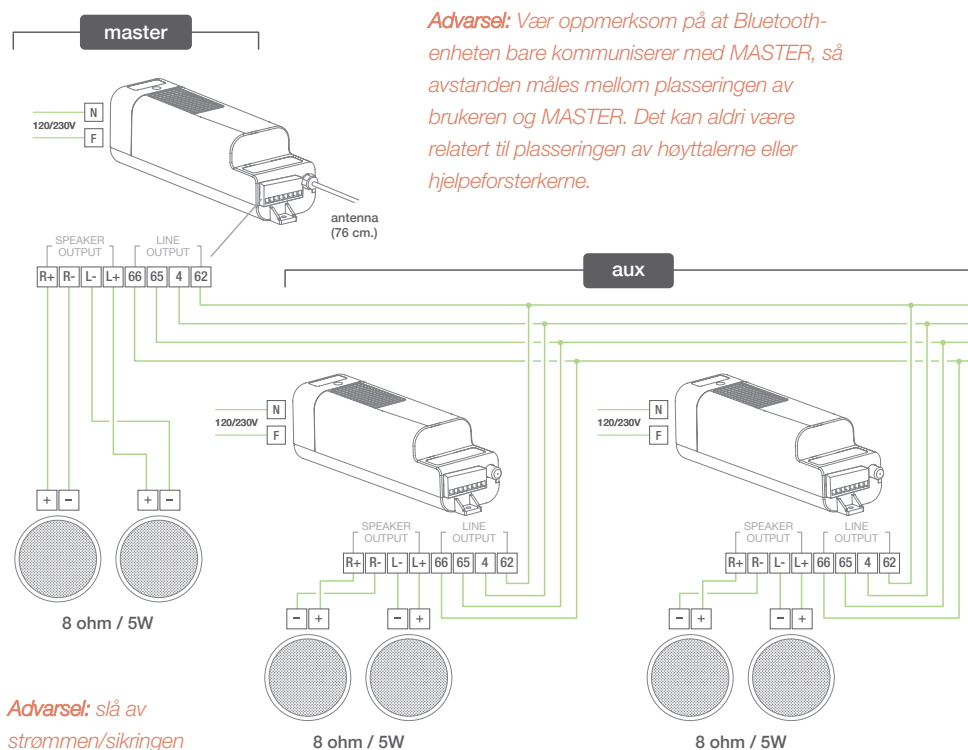 master
Advarsel: Vær oppmerksom på at Bluetooth-
enheten bare kommuniserer med MASTER, så
avstanden måles mellom plasseringen av
brukeren og MASTER. Det kan aldri være
relatert til plasseringen av høyttalerne eller
hjelpeforsterkerne.
N
120/230V
F
antenna
(76 cm.)
SPEAKER OUTPUT
LINE OUTPUT
R+ R- L- L+ 66 65 4 62
aux
N
120/230V
F
N
120/230V
F
+ − + −
8 ohm / 5W
SPEAKER OUTPUT
LINE OUTPUT
R+ R- L- L+ 66 65 4 62
− + − +
8 ohm / 5W
SPEAKER OUTPUT
LINE OUTPUT
R+ R- L- L+ 66 65 4 62
− + − +
8 ohm / 5W
Advarsel: slå av
strømmen/sikringen